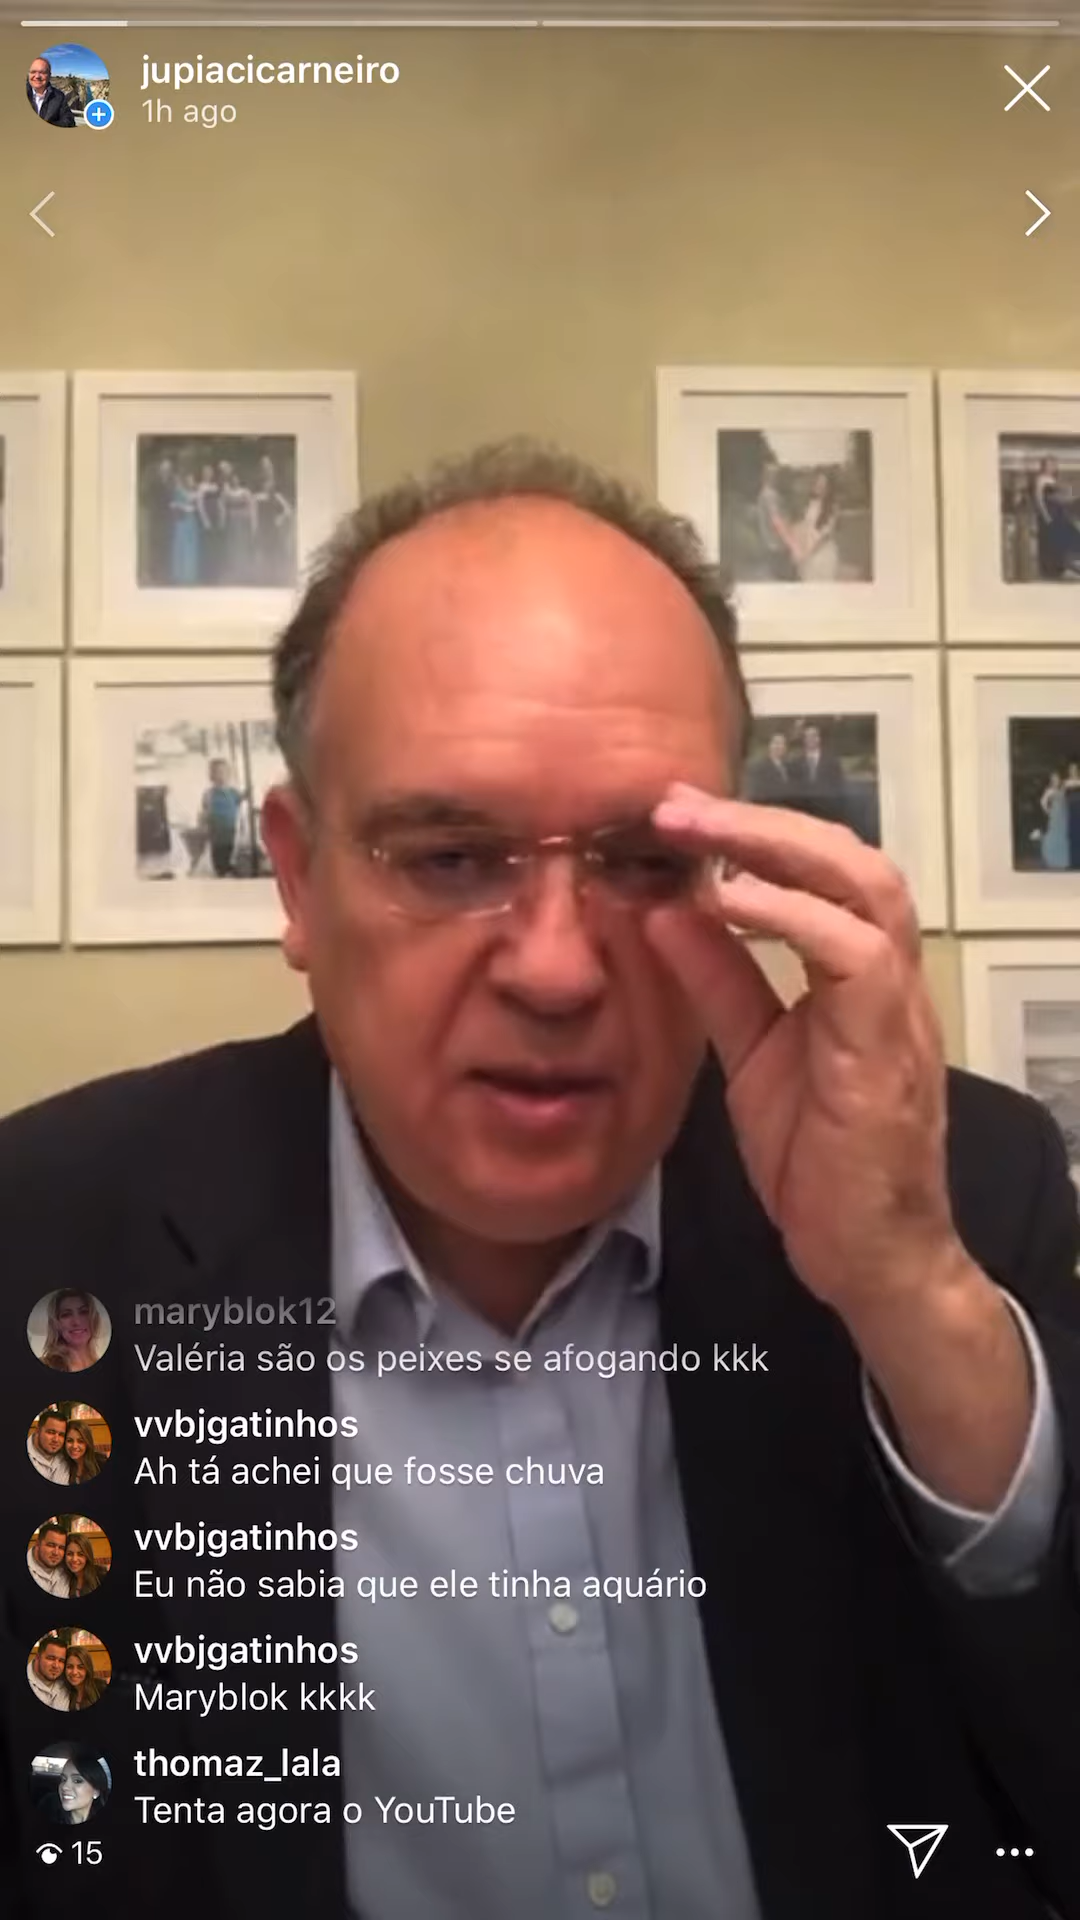 jupiacicarneiro
1h ago
maryblok12
Valéria são os peixes se afogando kkk
vvbjgatinhos
Ah tá achei que fosse chuva
vvbjgatinhos
Eu não sabia que ele tinha aquário
vvbjgatinhos
Maryblok kkkk
thomaz_lala
Tenta agora o YouTube
15